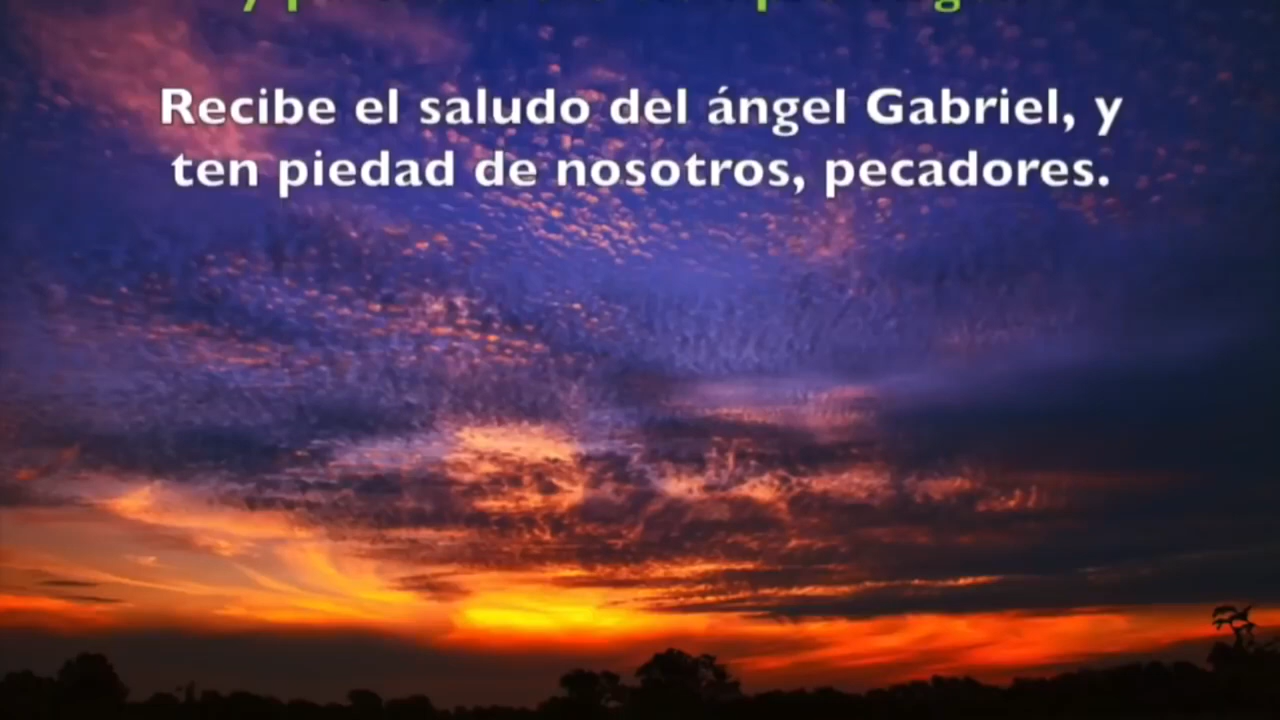 Recibe el saludo del ángel Gabriel, y
ten piedad de nosotros, pecadores.